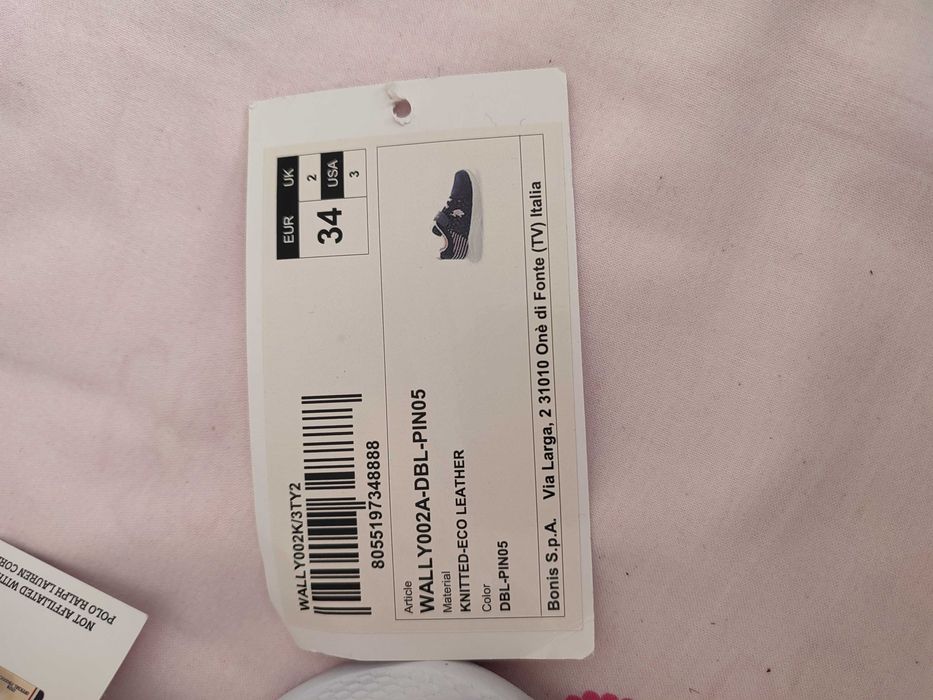 WALLY002K/3TY2
8055197348888
EUR
UK
34
2
USA
3
Article
WALLY002A-DBL-PIN05
Material
KNITTED-ECO LEATHER
Color
DBL-PIN05
Bonis S.p.A. Via Larga, 2 31010 Onè di Fonte (TV) Italia
NOT AFFILIATED WITH
POLO RALPH LAUREN